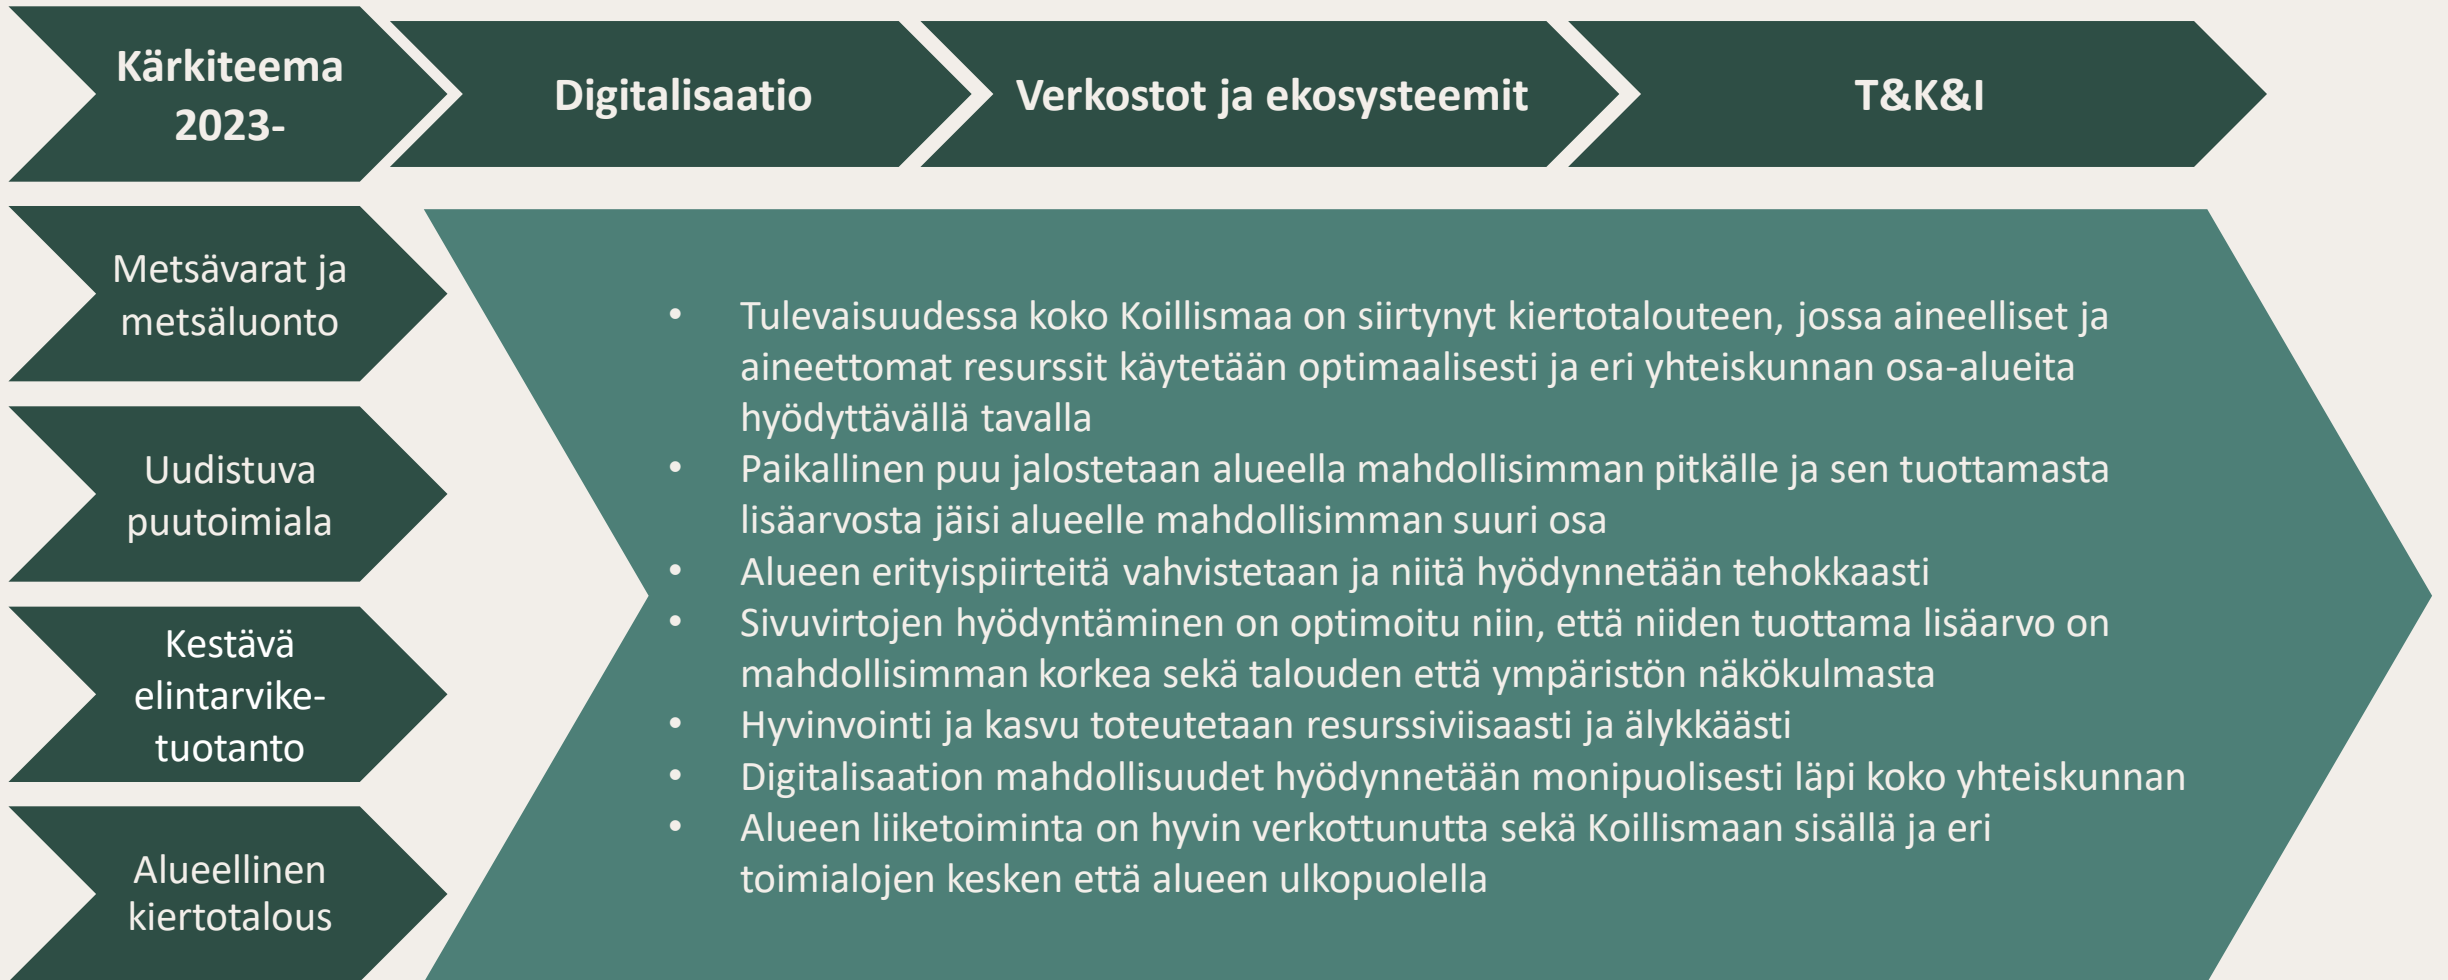 Kärkiteema
2023-
Digitalisaatio
Verkostot ja ekosysteemit
T&K&I
Metsävarat ja
metsäluonto
Uudistuva
puutoimiala
Kestävä
elintarvike-
tuotanto
Alueellinen
kiertotalous
• Tulevaisuudessa koko Koillismaa on siirtynyt kiertotalouteen, jossa aineelliset ja
aineettomat resurssit käytetään optimaalisesti ja eri yhteiskunnan osa-alueita
hyödyttävällä tavalla
• Paikallinen puu jalostetaan alueella mahdollisimman pitkälle ja sen tuottamasta
lisäarvosta jäisi alueelle mahdollisimman suuri osa
• Alueen erityispiirteitä vahvistetaan ja niitä hyödynnetään tehokkaasti
• Sivuvirtojen hyödyntäminen on optimoitu niin, että niiden tuottama lisäarvo on
mahdollisimman korkea sekä talouden että ympäristön näkökulmasta
• Hyvinvointi ja kasvu toteutetaan resurssiviisaasti ja älykkäästi
• Digitalisaation mahdollisuudet hyödynnetään monipuolisesti läpi koko yhteiskunnan
• Alueen liiketoiminta on hyvin verkottunutta sekä Koillismaan sisällä ja eri
toimialojen kesken että alueen ulkopuolella